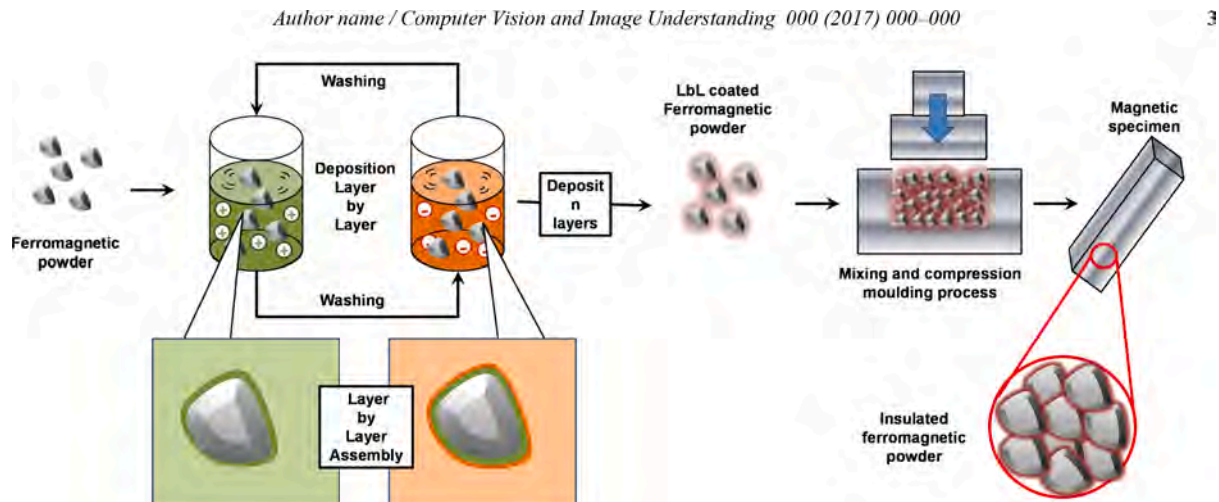 Author name / Computer Vision and Image Understanding 000 (2017) 000–000
3
Washing
LbL coated
Ferromagnetic
powder
Magnetic
specimen
Deposition
Layer
by
Layer
Deposit
n
layers
Ferromagnetic
powder
Mixing and compression
moulding process
Washing
Layer
by
Layer
Assembly
Insulated
ferromagnetic
powder
+
+
+
+
+
-
-
-
-
-